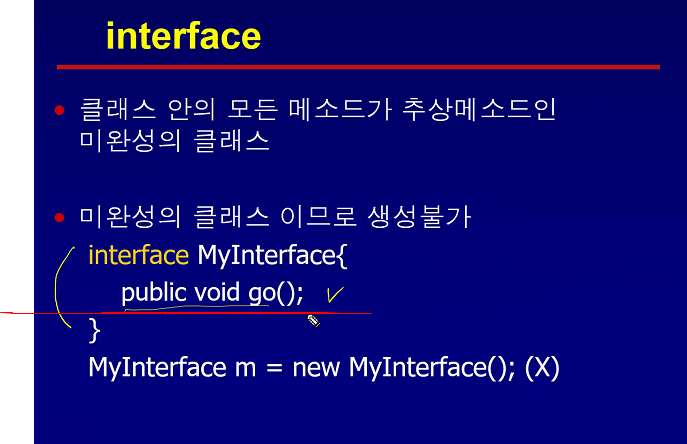 interface
클래스 안의 모든 메소드가 추상메소드인
미완성의 클래스
미완성의 클래스 이므로 생성불가
interface MyInterface{
public void go();
}
MyInterface m = new MyInterface(); (X)